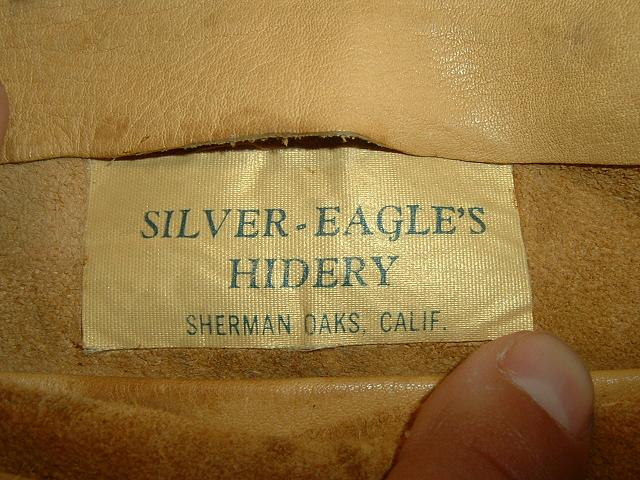 SILVER-EAGLE'S
HIDERY
SHERMAN OAKS, CALIF.